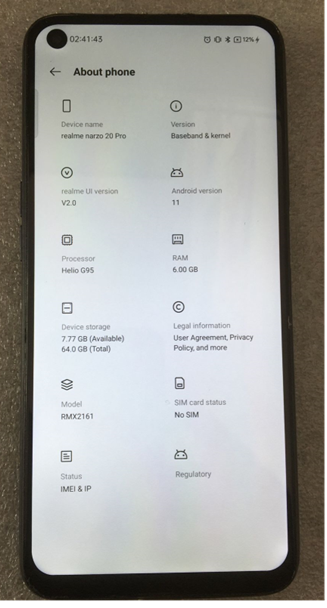 02:41:43
12%
About phone
Device name
realme narzo 20 Pro
Version
Baseband & kernel
realme UI version
V2.0
Android version
11
Processor
Helio G95
RAM
6.00 GB
Device storage
7.77 GB (Available)
64.0 GB (Total)
Legal information
User Agreement, Privacy
Policy, and more
Model
RMX2161
SIM card status
No SIM
Status
IMEI & IP
Regulatory